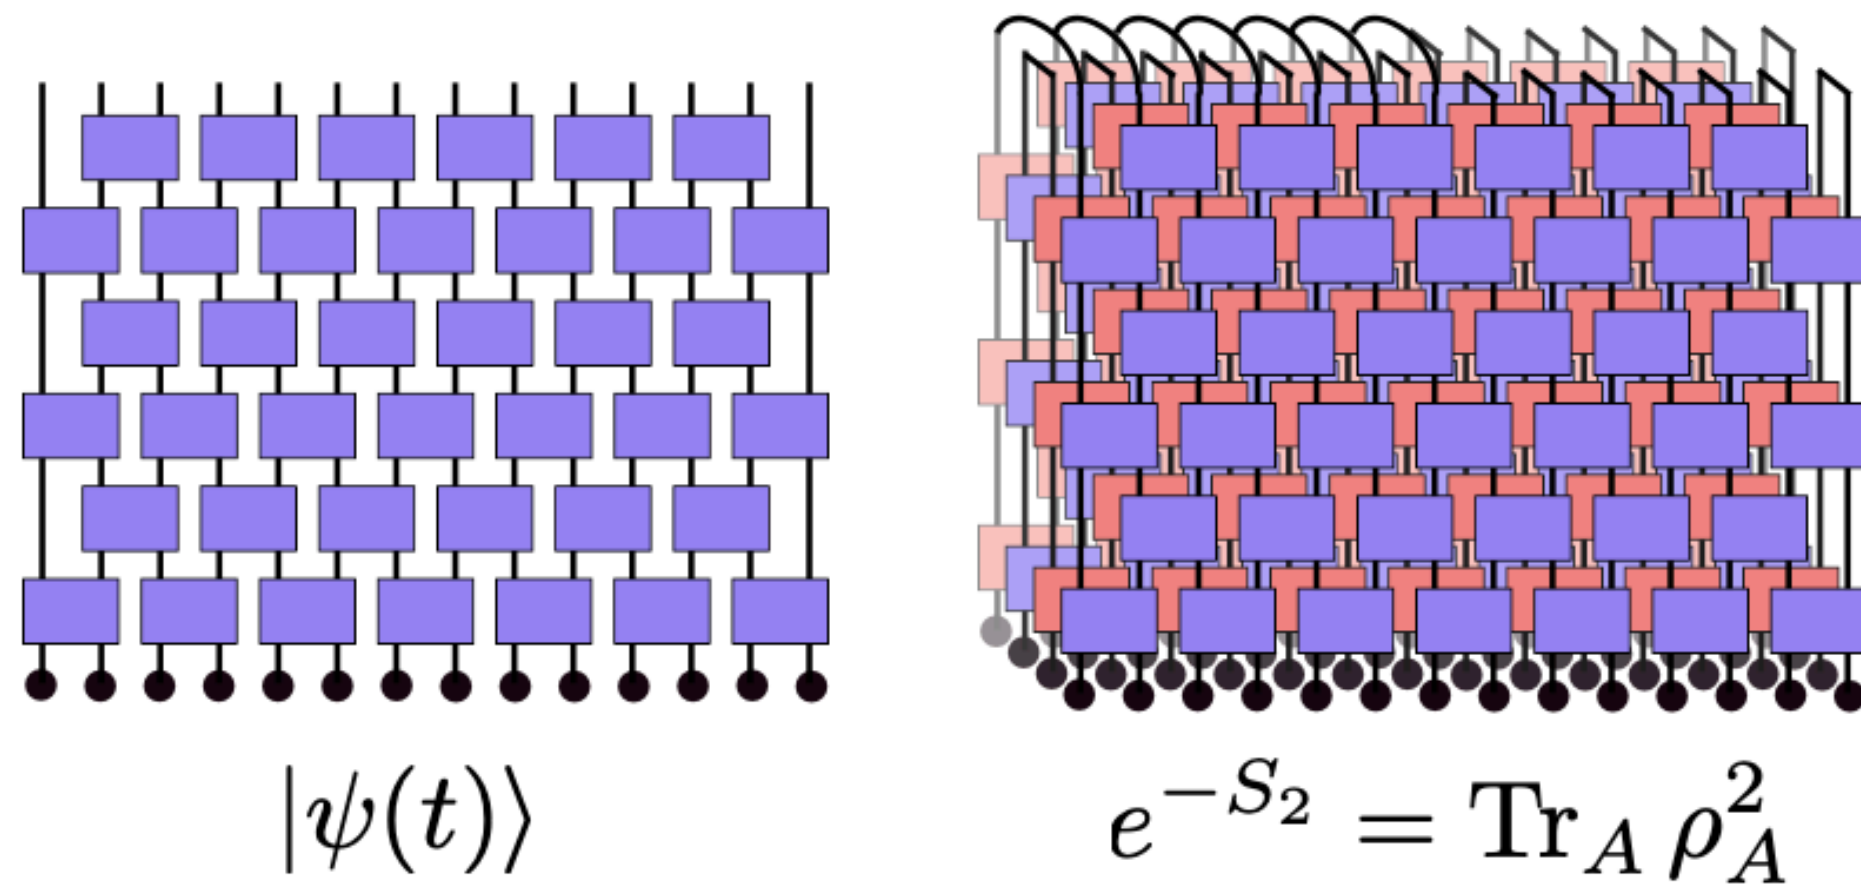 |ψ(t)⟩
e^{-S_2} = Tr_A ρ_A^2